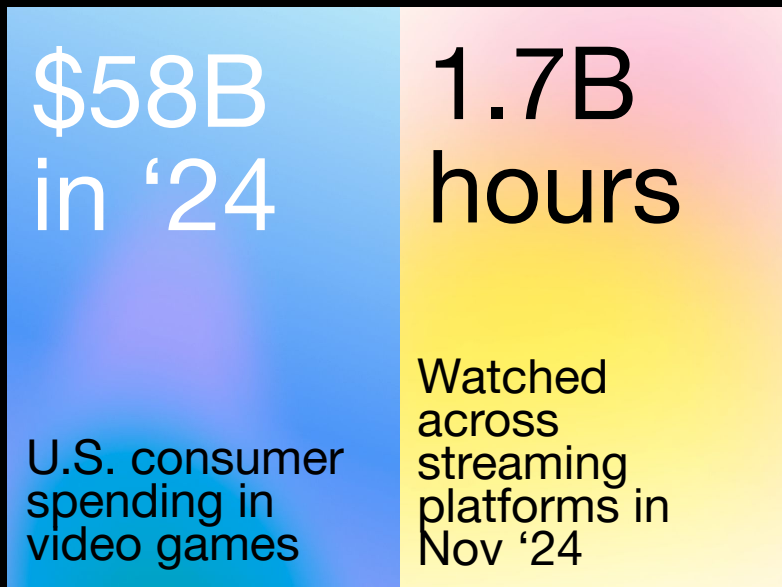 $58B
in ‘24
U.S. consumer
spending in
video games
1.7B
hours
Watched
across
streaming
platforms in
Nov ‘24